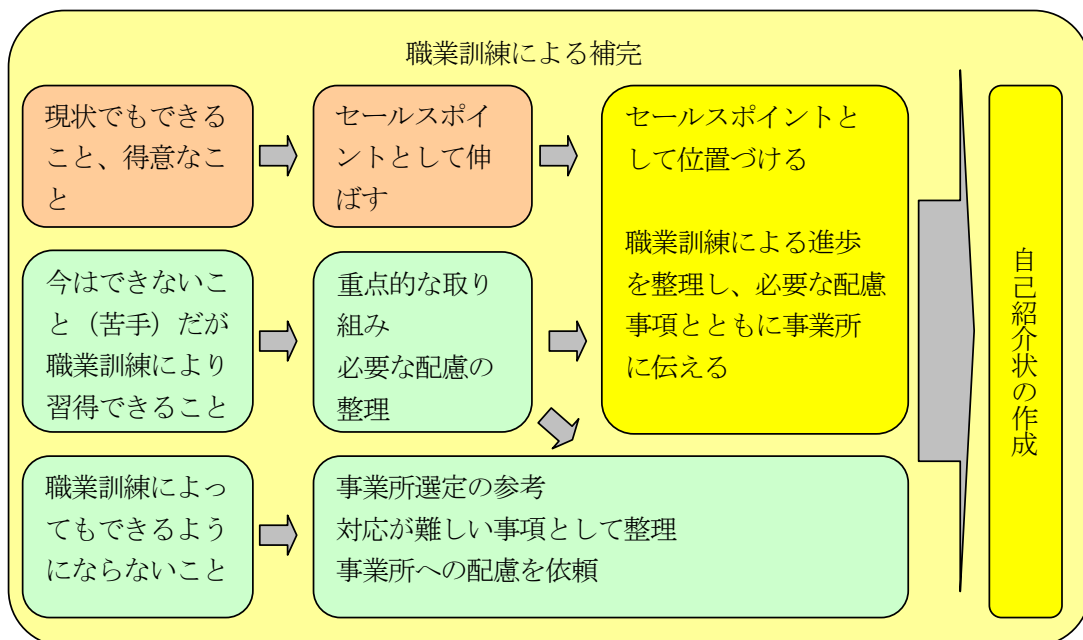 職業訓練による補完
現状でもできる
こと、得意なこ
と
セールスポイ
ントとして伸
ばす
セールスポイントと
して位置づける
職業訓練による進歩
を整理し、必要な配慮
事項とともに事業所
に伝える
今はできないこ
と（苦手）だが
職業訓練により
習得できること
重点的な取り
組み
必要な配慮の
整理
職業訓練によっ
てもできるよう
にならないこと
事業所選定の参考
対応が難しい事項として整理
事業所への配慮を依頼
自己紹介状の作成